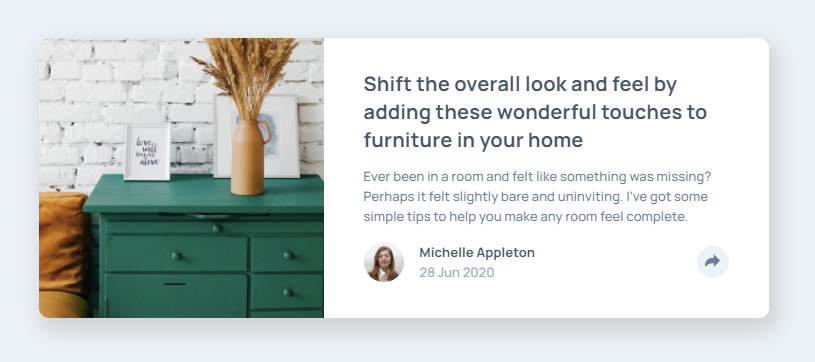 love
will
keep us
alive
Shift the overall look and feel by
adding these wonderful touches to
furniture in your home
Ever been in a room and felt like something was missing?
Perhaps it felt slightly bare and uninviting. I've got some
simple tips to help you make any room feel complete.
Michelle Appleton
28 Jun 2020